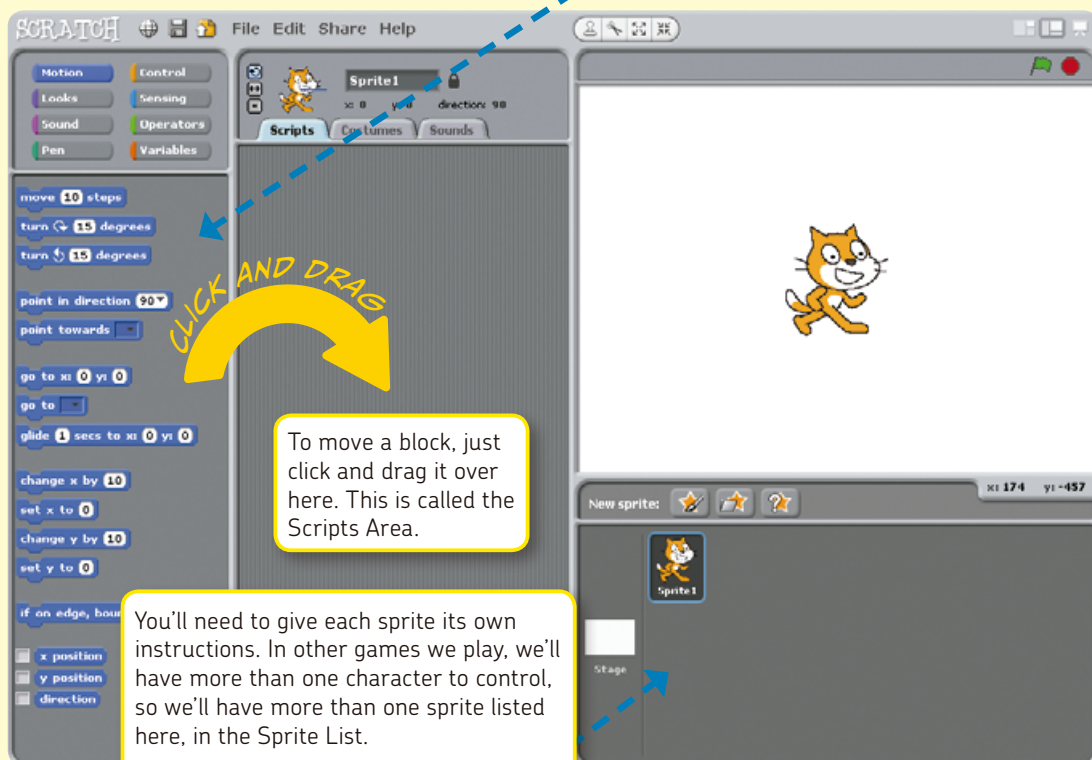 SCRATCH File Edit Share Help
Motion Control
Looks Sensing
Sound Operators
Pen Variables
Sprite1
x: 0 y: 0 direction: 90
Scripts Costumes Sounds
move 10 steps
turn 15 degrees
turn 15 degrees
point in direction 90
point towards
go to x: 0 y: 0
go to
glide 1 secs to x: 0 y: 0
change x by 10
set x to 0
change y by 10
set y to 0
if on edge,
x position
y position
direction
CLICK AND DRAG
To move a block, just
click and drag it over
here. This is called the
Scripts Area.
You'll need to give each sprite its own
instructions. In other games we play, we'll
have more than one character to control,
so we'll have more than one sprite listed
here, in the Sprite List.
x: 174 y: -457
New sprite:
Sprite1
Stage